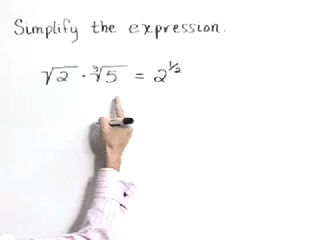 Simplify the expression.
√2 · ∛5 = 2^{1/2}